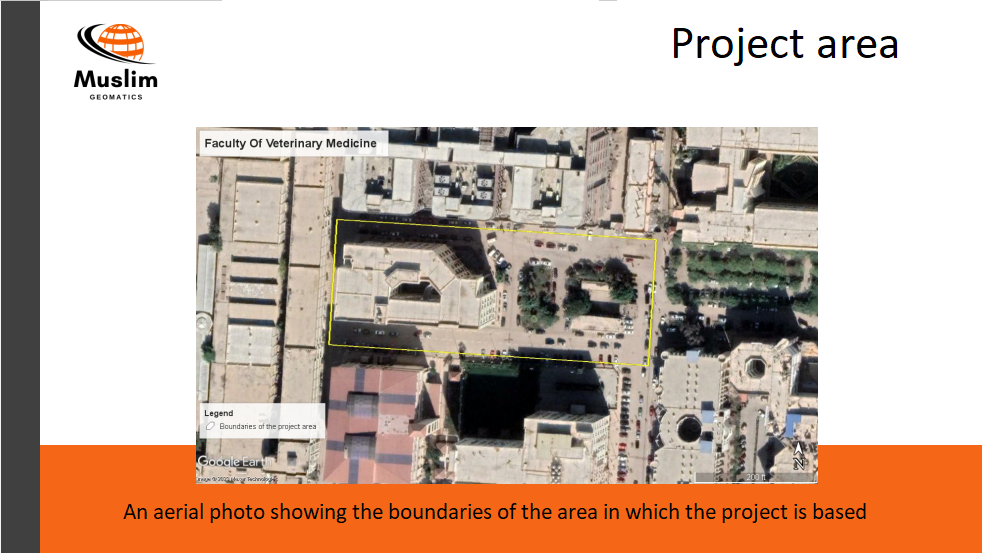 Muslim
GEOMATICS
Project area
Faculty Of Veterinary Medicine
Legend
Boundaries of the project area
Google Earth
Image © 2023 Maxar Technologies
200 ft
N
An aerial photo showing the boundaries of the area in which the project is based